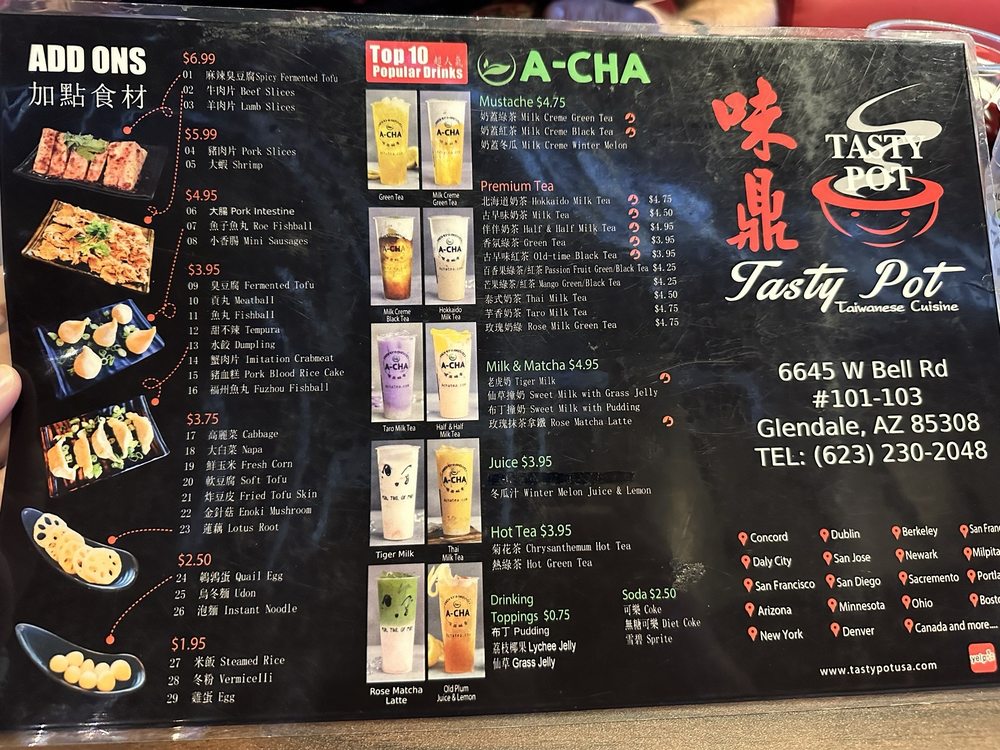 ADD ONS
加點食材
$6.99
01 麻辣臭豆腐 Spicy Fermented Tofu
02 牛肉片 Beef Slices
03 羊肉片 Lamb Slices
$5.99
04 豬肉片 Pork Slices
05 大蝦 Shrimp
$4.95
06 大腸 Pork Intestine
07 魚子魚丸 Roe Fishball
08 小香腸 Mini Sausages
$3.95
09 臭豆腐 Fermented Tofu
10 貢丸 Meatball
11 魚丸 Fishball
12 甜不辣 Tempura
13 水餃 Dumpling
14 蟹肉片 Imitation Crabmeat
15 豬血糕 Pork Blood Rice Cake
16 福州魚丸 Fuzhou Fishball
$3.75
17 高麗菜 Cabbage
18 大白菜 Napa
19 鮮玉米 Fresh Corn
20 軟豆腐 Soft Tofu
21 炸豆皮 Fried Tofu Skin
22 金針菇 Enoki Mushroom
23 蓮藕 Lotus Root
$2.50
24 鵪鶉蛋 Quail Egg
25 烏冬麵 Udon
26 泡麵 Instant Noodle
$1.95
27 米飯 Steamed Rice
28 冬粉 Vermicelli
29 雞蛋 Egg
Top 10 超人氣
Popular Drinks
A-CHA
A-CHA
Green Tea
Milk Creme
Green Tea
A-CHA
A-CHA
Milk Creme
Black Tea
Hokkaido
Milk Tea
A-CHA
A-CHA
Taro Milk Tea
Half & Half
Milk Tea
A-CHA
Tiger Milk
Thai
Milk Tea
A-CHA
Rose Matcha
Latte
Old Plum
Juice & Lemon
A-CHA
Mustache $4.75
奶蓋綠茶 Milk Creme Green Tea
奶蓋紅茶 Milk Creme Black Tea
奶蓋冬瓜 Milk Creme Winter Melon
Premium Tea
北海道奶茶 Hokkaido Milk Tea $4.75
古早味奶茶 Milk Tea $4.50
伴伴奶茶 Half & Half Milk Tea $4.95
香氛綠茶 Green Tea $3.95
古早味紅茶 Old-time Black Tea $3.95
百香果綠茶/紅茶 Passion Fruit Green/Black Tea $4.25
芒果綠茶/紅茶 Mango Green/Black Tea $4.25
泰式奶茶 Thai Milk Tea $4.50
芋香奶茶 Taro Milk Tea $4.75
玫瑰奶綠 Rose Milk Green Tea $4.75
Milk & Matcha $4.95
老虎奶 Tiger Milk
仙草撞奶 Sweet Milk with Grass Jelly
布丁撞奶 Sweet Milk with Pudding
玫瑰抹茶拿鐵 Rose Matcha Latte
Juice $3.95
冬瓜汁 Winter Melon Juice & Lemon
Hot Tea $3.95
菊花茶 Chrysanthemum Hot Tea
熱綠茶 Hot Green Tea
Drinking
Toppings $0.75
布丁 Pudding
荔枝椰果 Lychee Jelly
仙草 Grass Jelly
Soda $2.50
可樂 Coke
無糖可樂 Diet Coke
雪碧 Sprite
味鼎
TASTY
POT
Tasty Pot
Taiwanese Cuisine
6645 W Bell Rd
#101-103
Glendale, AZ 85308
TEL: (623) 230-2048
Concord Dublin Berkeley San Fran
Daly City San Jose Newark Milpita
San Francisco San Diego Sacremento Portla
Arizona Minnesota Ohio Bosto
New York Denver Canada and more....
www.tastypotusa.com
yelp